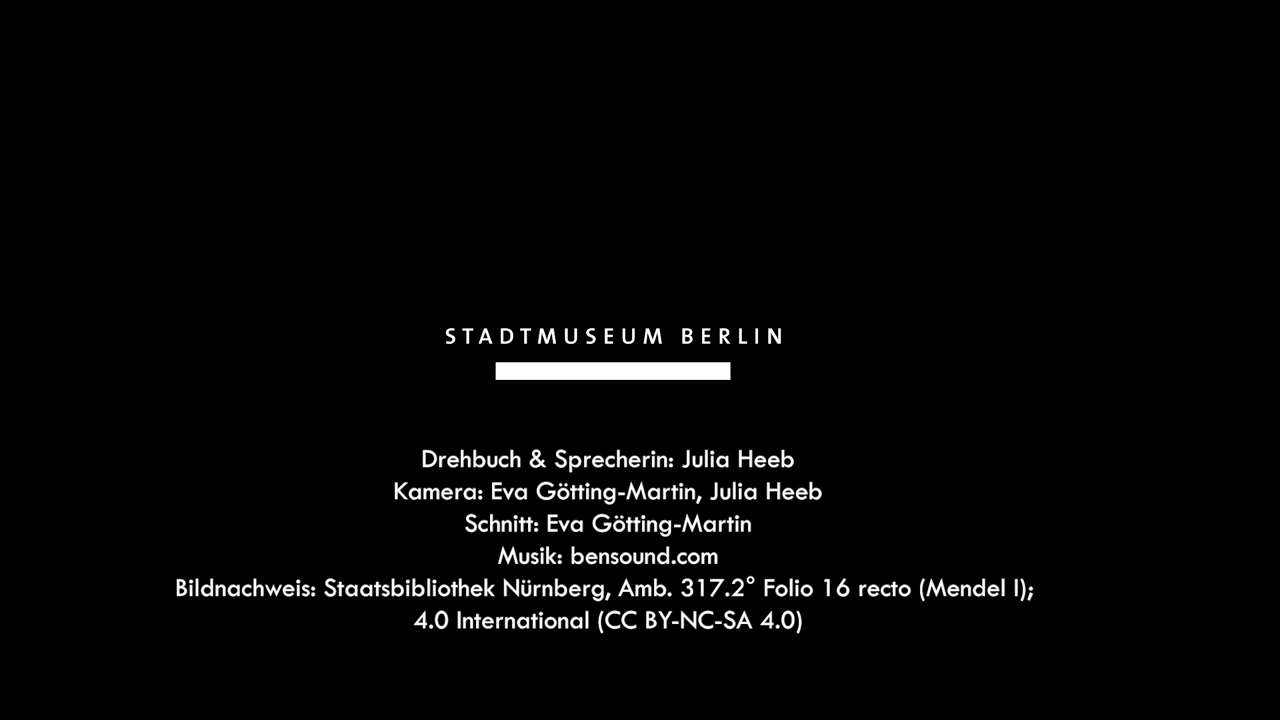 STADTMUSEUM BERLIN
Drehbuch & Sprecherin: Julia Heeb
Kamera: Eva Götting-Martin, Julia Heeb
Schnitt: Eva Götting-Martin
Musik: bensound.com
Bildnachweis: Staatsbibliothek Nürnberg, Amb. 317.2° Folio 16 recto (Mendel I);
4.0 International (CC BY-NC-SA 4.0)